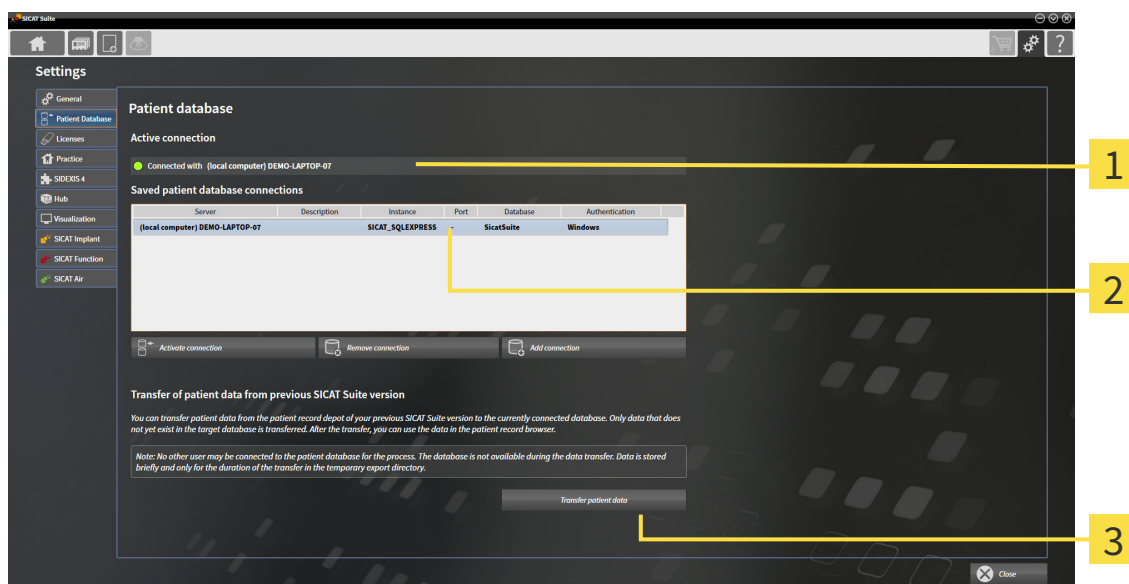 SICAT Suite
?
Settings
General
Patient Database
Licenses
Practice
SIDEXIS 4
Hub
Visualization
SICAT Implant
SICAT Function
SICAT Air
Patient database
Active connection
Connected with (local computer) DEMO-LAPTOP-07
Saved patient database connections
Server Description Instance Port Database Authentication
(local computer) DEMO-LAPTOP-07 SICAT_SQLEXPRESS - SicatSuite Windows
Activate connection Remove connection Add connection
Transfer of patient data from previous SICAT Suite version
You can transfer patient data from the patient record depot of your previous SICAT Suite version to the currently connected database. Only data that does
not yet exist in the target database is transferred. After the transfer, you can use the data in the patient record browser.
Note: No other user may be connected to the patient database for the process. The database is not available during the data transfer. Data is stored
briefly and only for the duration of the transfer in the temporary export directory.
Transfer patient data
Close
1
2
3